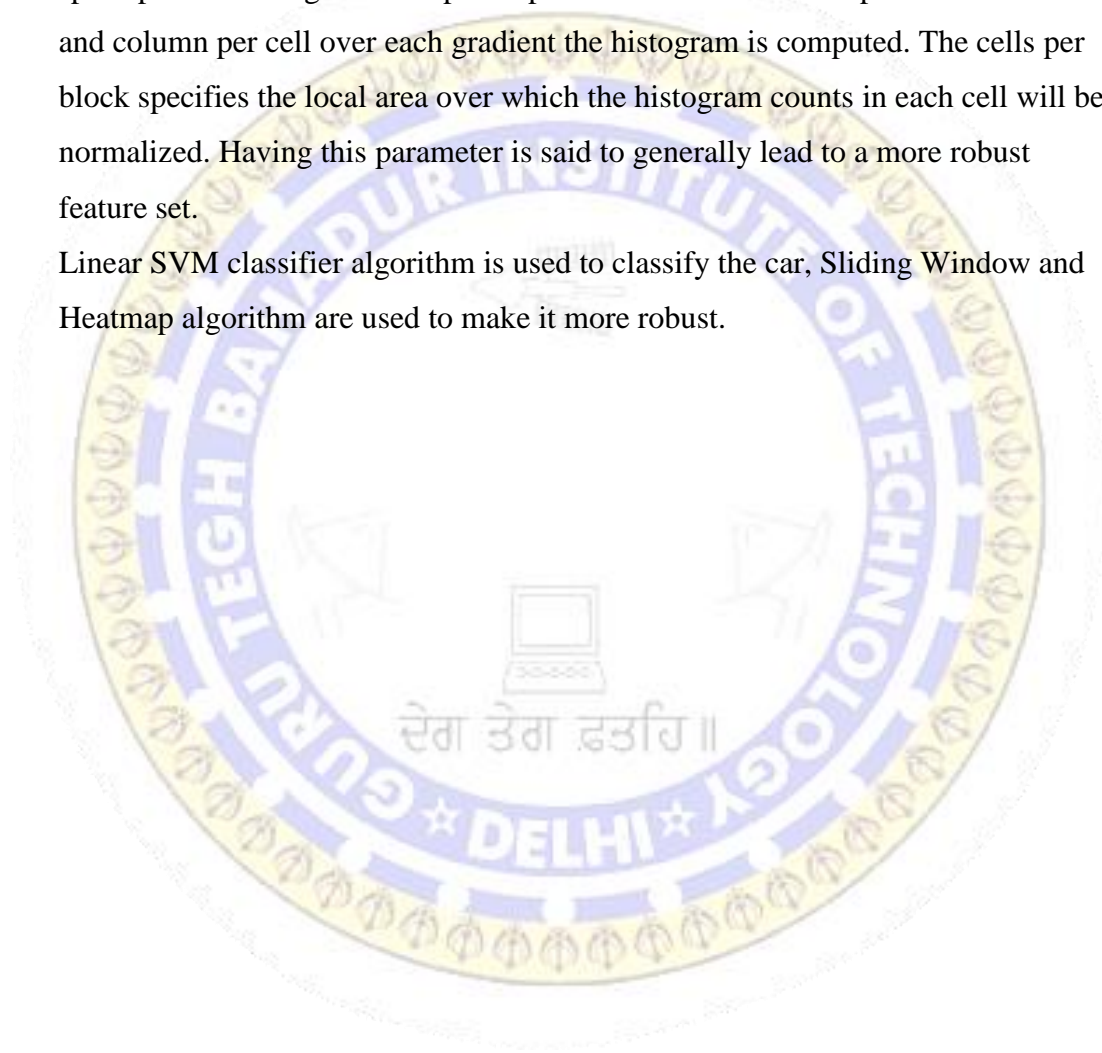 and column per cell over each gradient the histogram is computed. The cells per
block specifies the local area over which the histogram counts in each cell will be
normalized. Having this parameter is said to generally lead to a more robust
feature set.
Linear SVM classifier algorithm is used to classify the car, Sliding Window and
Heatmap algorithm are used to make it more robust.
GURU TEGH BAHADUR INSTITUTE OF TECHNOLOGY
ਦੇਗ ਤੇਗ ਫ਼ਤਹਿ॥
☆ DELHI ☆